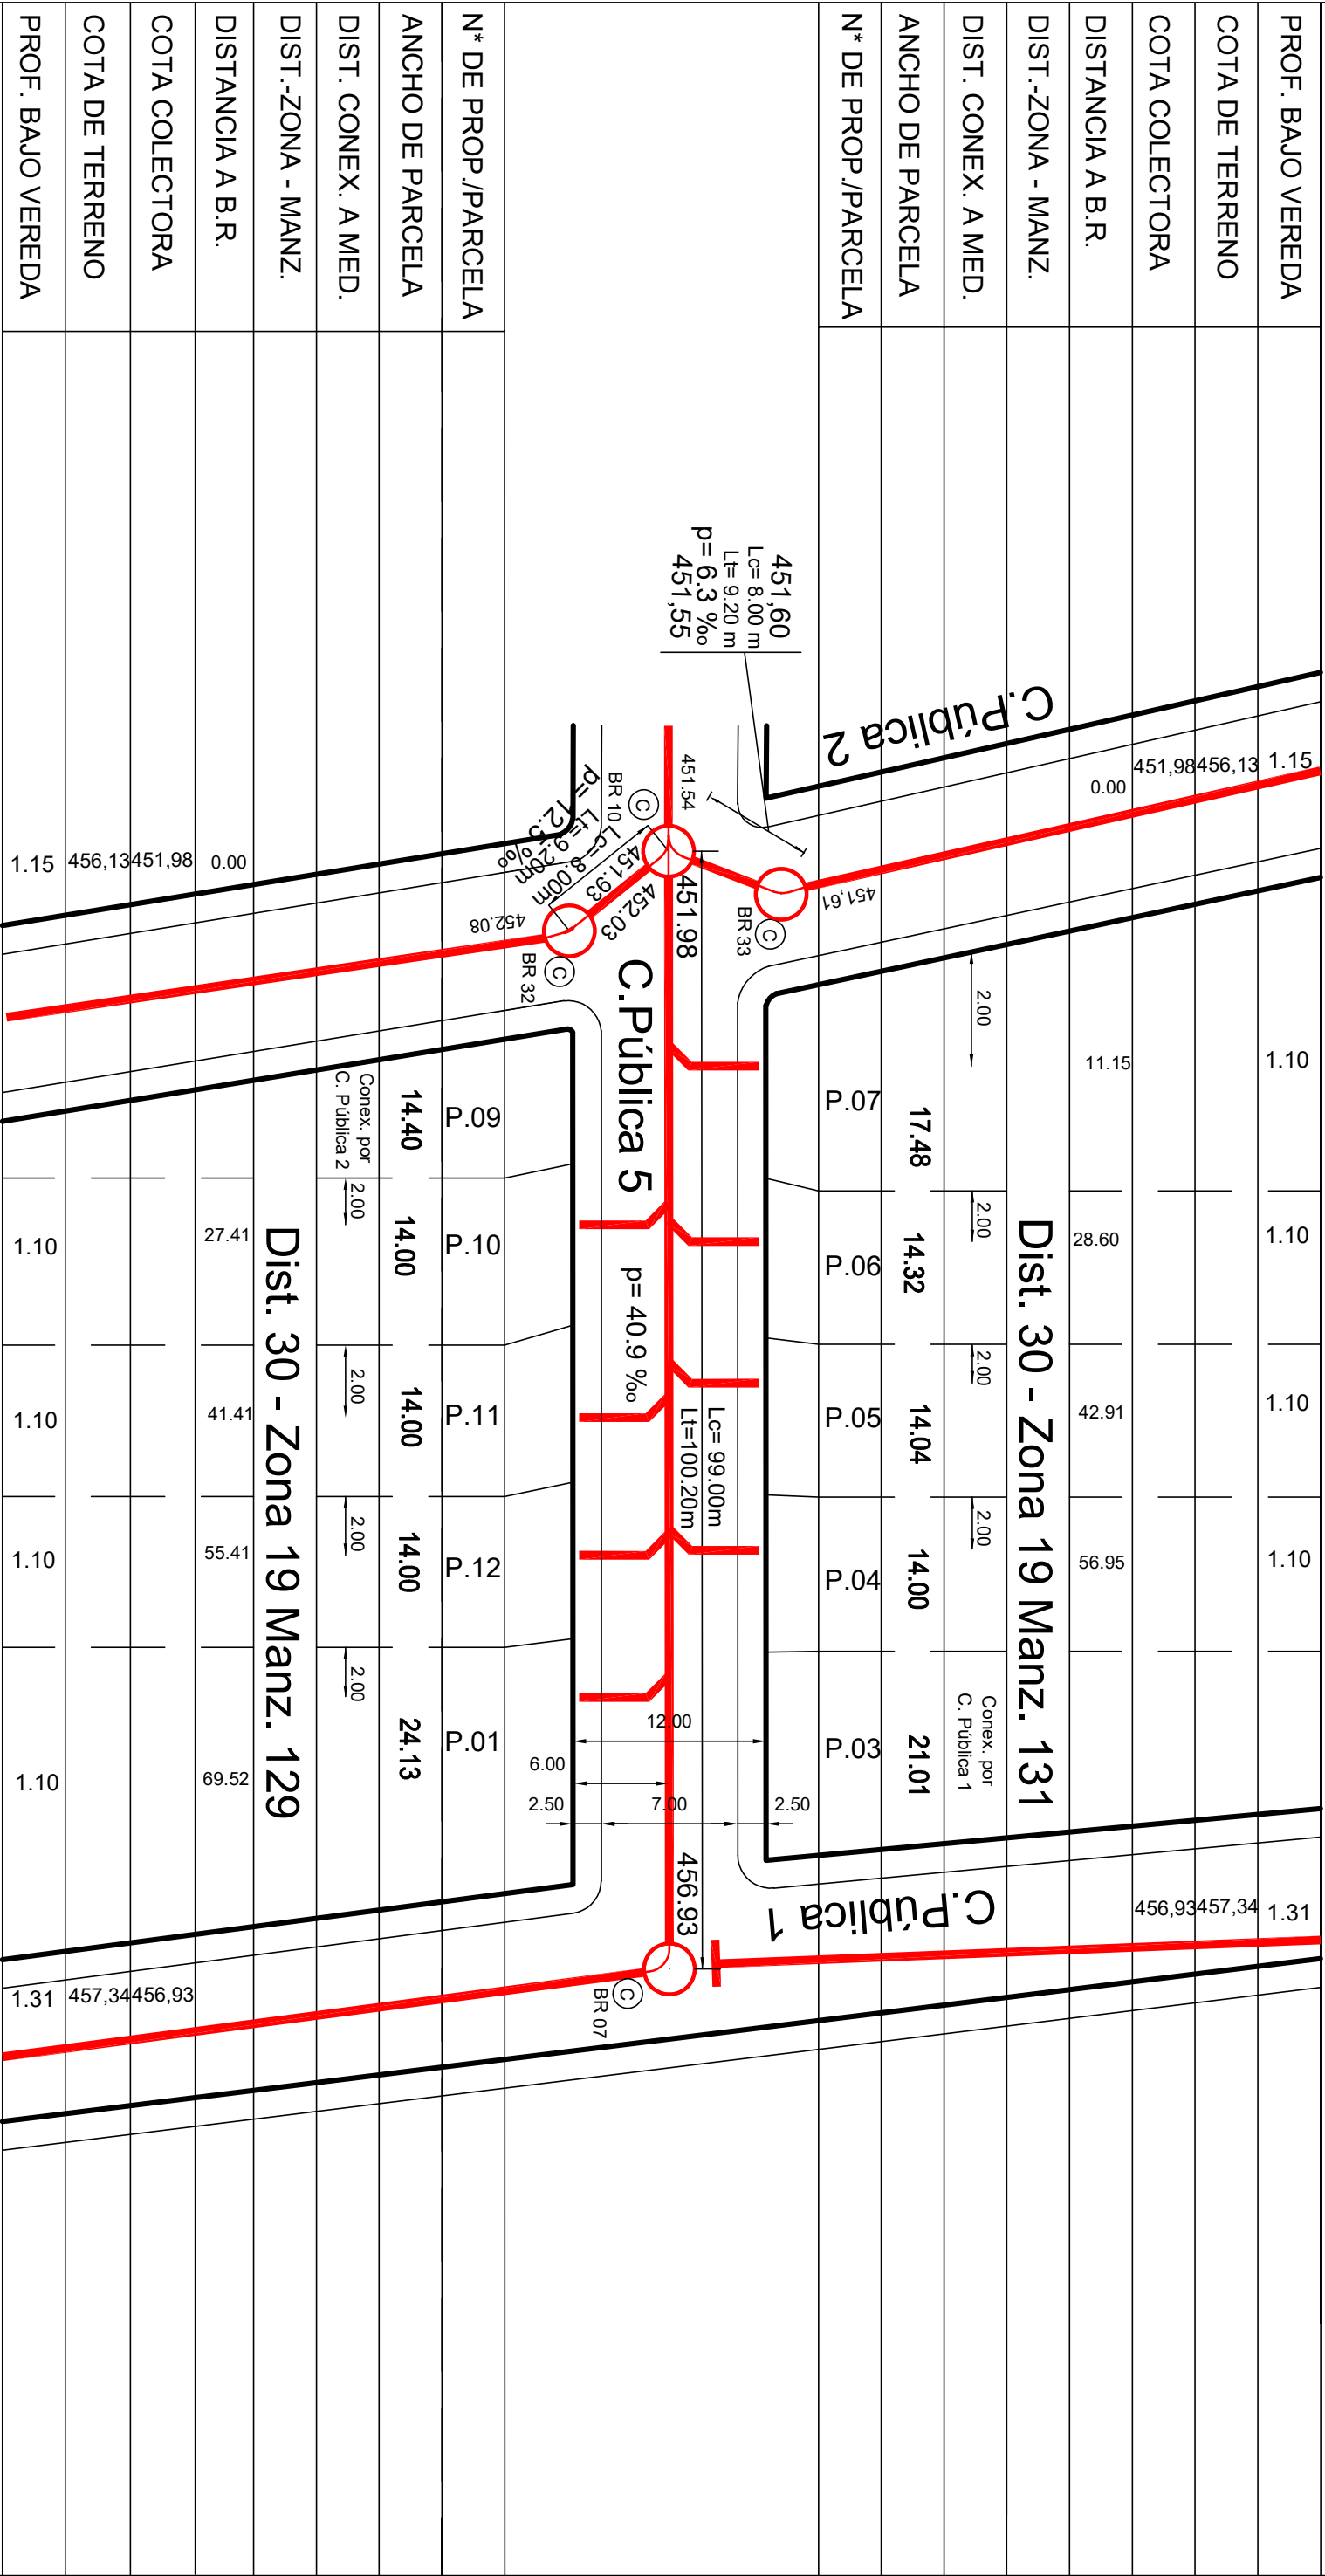 PROF. BAJO VEREDA
1.15
1.10
1.10
1.10
1.10
1.31
COTA DE TERRENO
456,13
457,34
COTA COLECTORA
451,98
456,93
DISTANCIA A B.R.
0.00
11.15
28.60
42.91
56.95
DIST.-ZONA - MANZ.
Dist. 30 - Zona 19 Manz. 131
DIST. CONEX. A MED.
2.00
2.00
2.00
2.00
Conex. por
C. Pública 1
ANCHO DE PARCELA
17.48
14.32
14.04
14.00
21.01
N* DE PROP./PARCELA
P.07
P.06
P.05
P.04
P.03
C.Pública 2
C.Pública 1
451,60
Lc= 8.00 m
Lt= 9.20 m
p= 6.3 ‰
451,55
451,61
C
BR 33
451.54
451.98
Lc= 99.00m
Lt=100.20m
456.93
C
BR 10
Lc= 8.00m
Lt= 9.20m
p= 12.5 ‰
451.93
452.03
452.08
C
BR 32
C.Pública 5
p= 40.9 ‰
12.00
6.00
2.50
7.00
2.50
C
BR 07
N* DE PROP./PARCELA
P.09
P.10
P.11
P.12
P.01
ANCHO DE PARCELA
14.40
14.00
14.00
14.00
24.13
DIST. CONEX. A MED.
Conex. por
C. Pública 2
2.00
2.00
2.00
2.00
DIST.-ZONA - MANZ.
Dist. 30 - Zona 19 Manz. 129
DISTANCIA A B.R.
0.00
27.41
41.41
55.41
69.52
COTA COLECTORA
451,98
456,93
COTA DE TERRENO
456,13
457,34
PROF. BAJO VEREDA
1.15
1.10
1.10
1.10
1.10
1.31